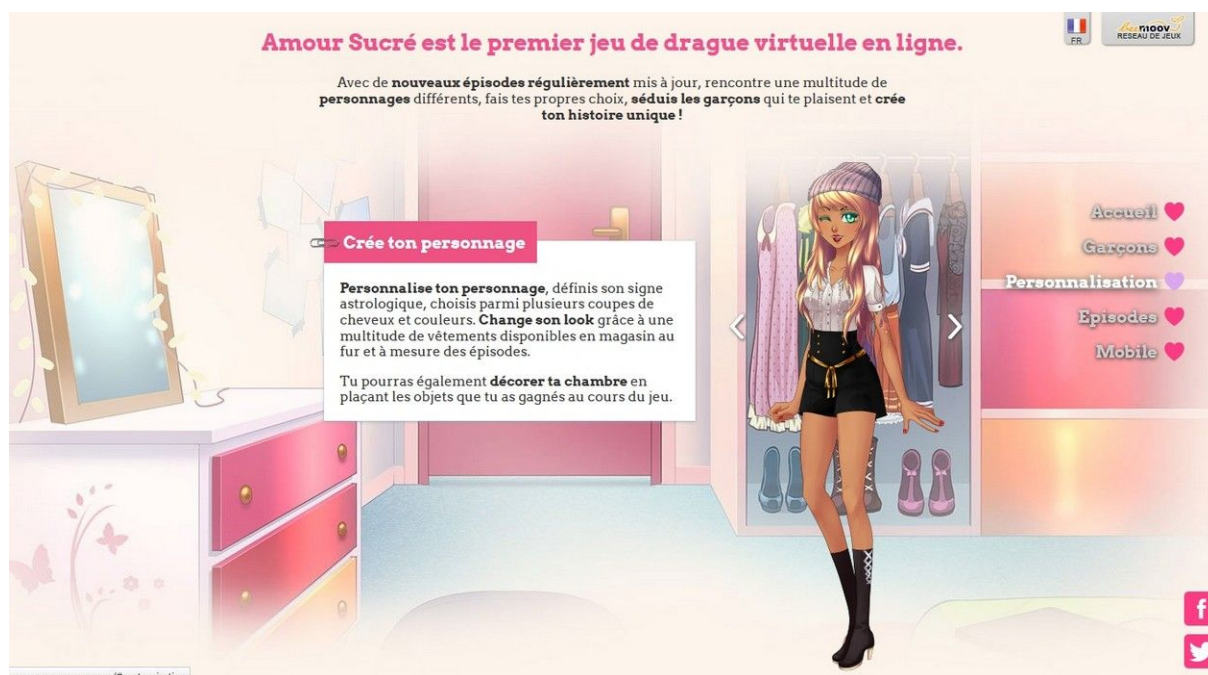 Amour Sucré est le premier jeu de drague virtuelle en ligne.
FR
beemoov
RESEAU DE JEUX
Avec de nouveaux épisodes régulièrement mis à jour, rencontre une multitude de
personnages différents, fais tes propres choix, séduis les garçons qui te plaisent et crée
ton histoire unique !
Crée ton personnage
Personnalise ton personnage, définis son signe
astrologique, choisis parmi plusieurs coupes de
cheveux et couleurs. Change son look grâce à une
multitude de vêtements disponibles en magasin au
fur et à mesure des épisodes.
Tu pourras également décorer ta chambre en
plaçant les objets que tu as gagnés au cours du jeu.
Accueil
Garçons
Personnalisation
Episodes
Mobile